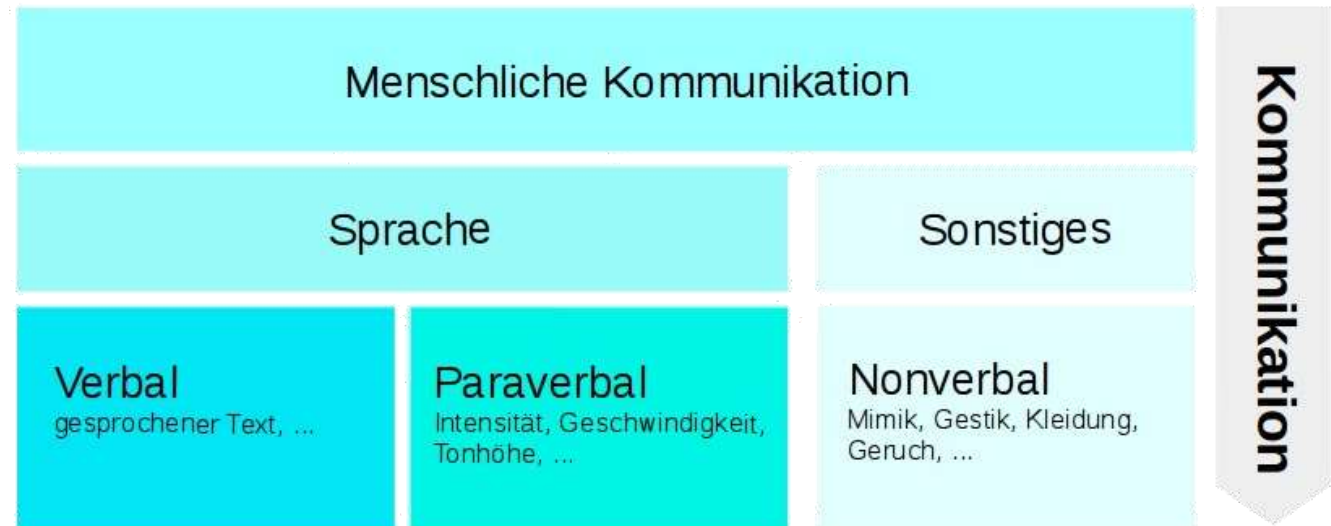 Menschliche Kommunikation
Sprache
Sonstiges
Verbal
gesprochener Text, ...
Paraverbal
Intensität, Geschwindigkeit,
Tonhöhe, ...
Nonverbal
Mimik, Gestik, Kleidung,
Geruch, ...
Kommunikation